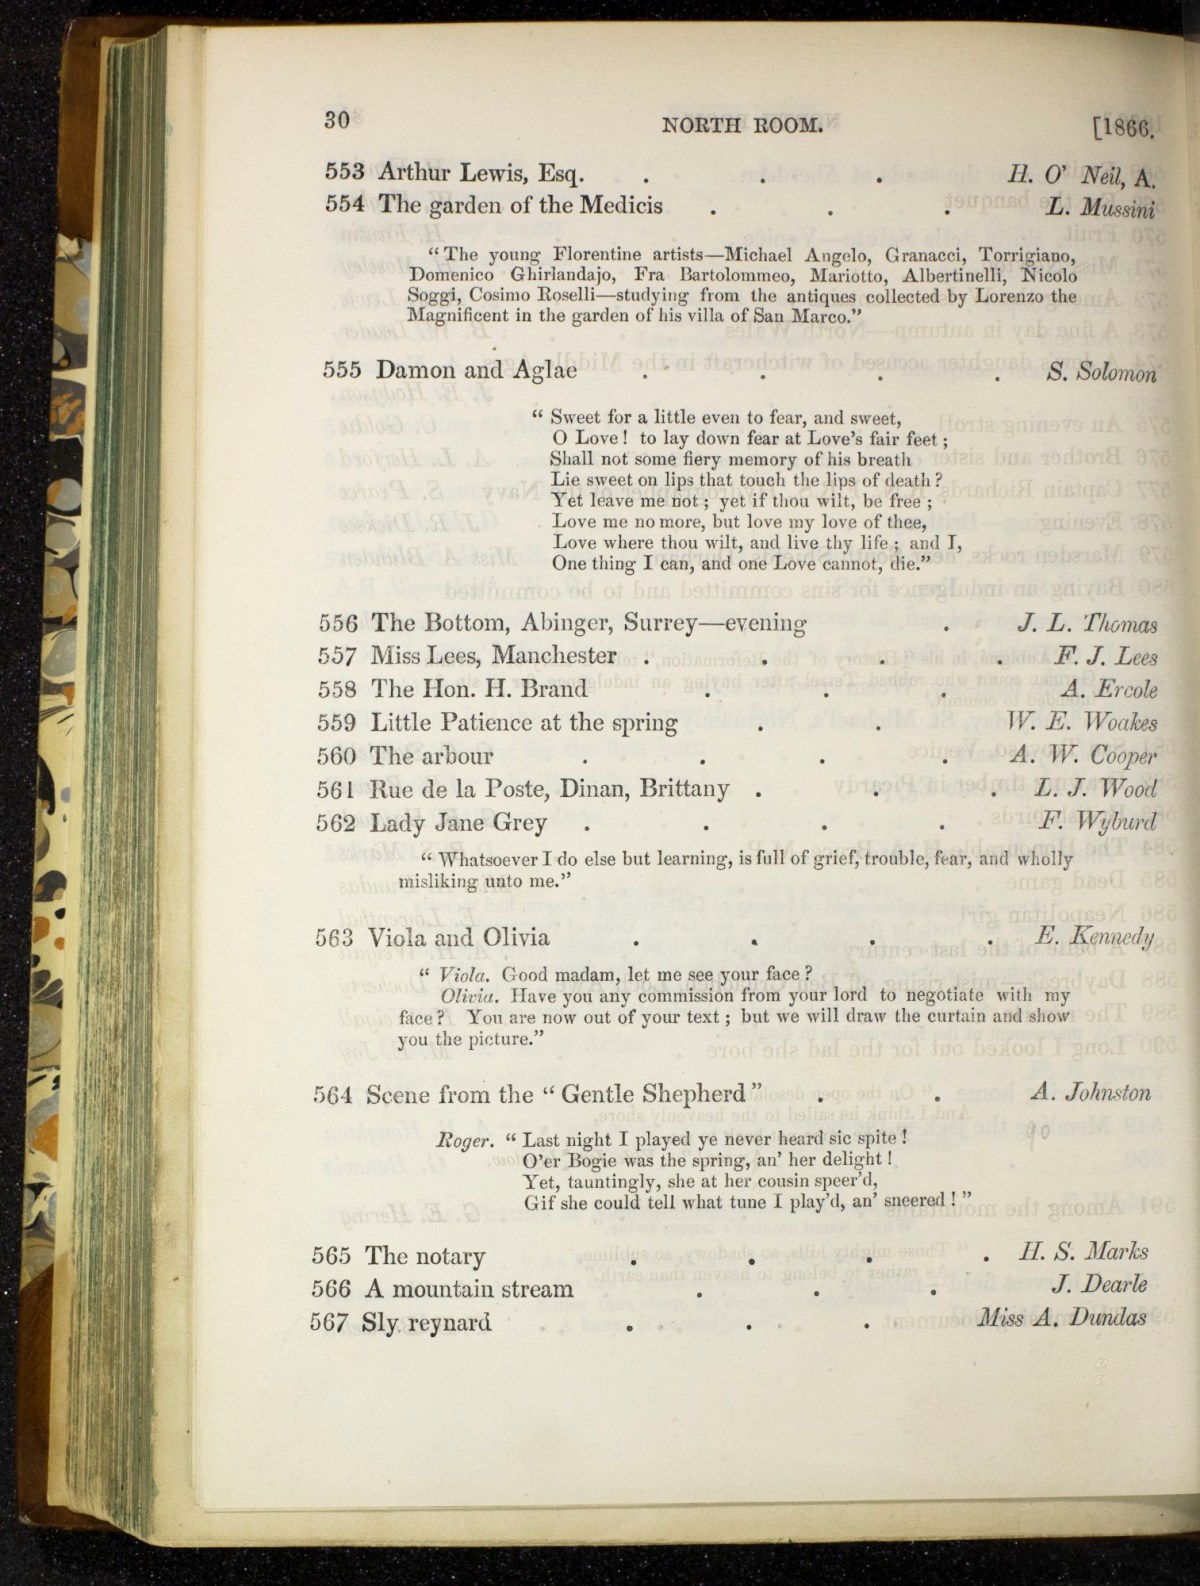 30 NORTH ROOM. [1866.
553 Arthur Lewis, Esq. . . . H. O' Neil, A.
554 The garden of the Medicis . . . L. Mussini
“The young Florentine artists—Michael Angelo, Granacci, Torrigiano,
Domenico Ghirlandajo, Fra Bartolommeo, Mariotto, Albertinelli, Nicolo
Soggi, Cosimo Roselli—studying from the antiques collected by Lorenzo the
Magnificent in the garden of his villa of San Marco.”
555 Damon and Aglae . . . . S. Solomon
“ Sweet for a little even to fear, and sweet,
O Love ! to lay down fear at Love's fair feet ;
Shall not some fiery memory of his breath
Lie sweet on lips that touch the lips of death ?
Yet leave me not ; yet if thou wilt, be free ;
Love me no more, but love my love of thee,
Love where thou wilt, and live thy life ; and I,
One thing I can, and one Love cannot, die.”
556 The Bottom, Abinger, Surrey—evening . J. L. Thomas
557 Miss Lees, Manchester . . . . F. J. Lees
558 The Hon. H. Brand . . . A. Ercole
559 Little Patience at the spring . . W. E. Woakes
560 The arbour . . . . A. W. Cooper
561 Rue de la Poste, Dinan, Brittany . . . L. J. Wood
562 Lady Jane Grey . . . . F. Wyburd
“ Whatsoever I do else but learning, is full of grief, trouble, fear, and wholly
misliking unto me.”
563 Viola and Olivia . . . . E. Kennedy
“ Viola. Good madam, let me see your face ?
Olivia. Have you any commission from your lord to negotiate with my
face ? You are now out of your text ; but we will draw the curtain and show
you the picture.”
564 Scene from the “ Gentle Shepherd ” . . A. Johnston
90
Roger. “ Last night I played ye never heard sic spite !
O'er Bogie was the spring, an' her delight !
Yet, tauntingly, she at her cousin speer'd,
Gif she could tell what tune I play'd, an' sneered ! ”
565 The notary . . . . H. S. Marks
566 A mountain stream . . . J. Dearle
567 Sly reynard . . . Miss A. Dundas